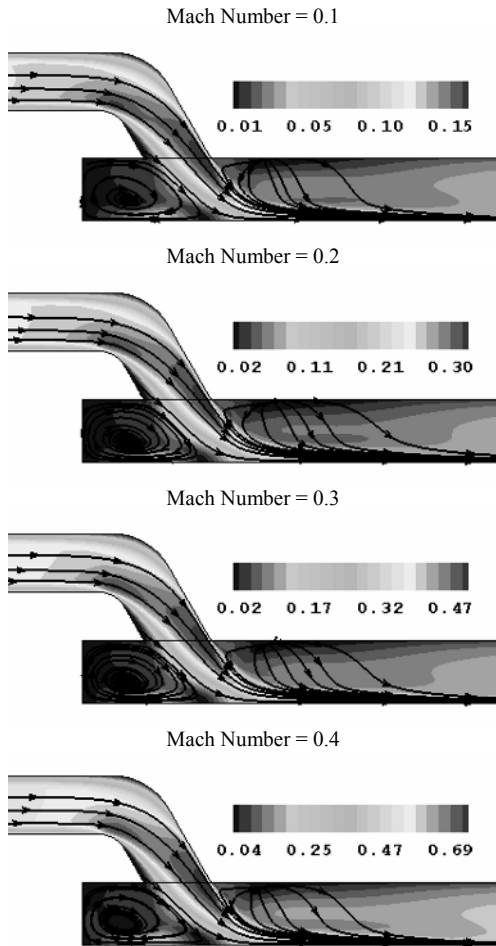 Mach Number = 0.1
0.01 0.05 0.10 0.15
Mach Number = 0.2
0.02 0.11 0.21 0.30
Mach Number = 0.3
0.02 0.17 0.32 0.47
Mach Number = 0.4
0.04 0.25 0.47 0.69